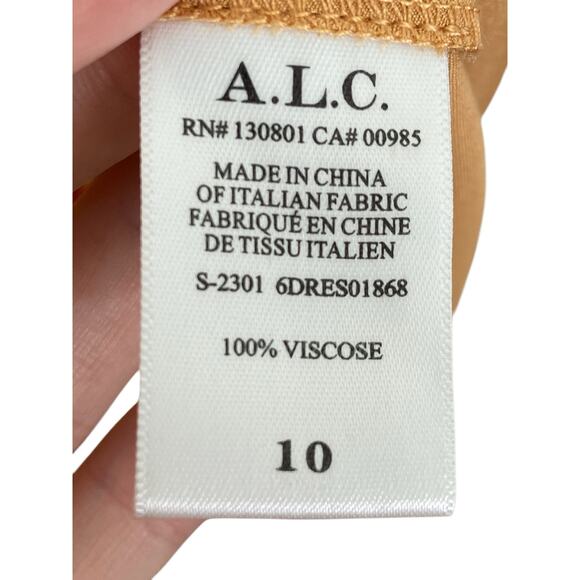 A.L.C.
RN# 130801 CA# 00985
MADE IN CHINA
OF ITALIAN FABRIC
FABRIQUÉ EN CHINE
DE TISSU ITALIEN
S-2301 6DRES01868
100% VISCOSE
10